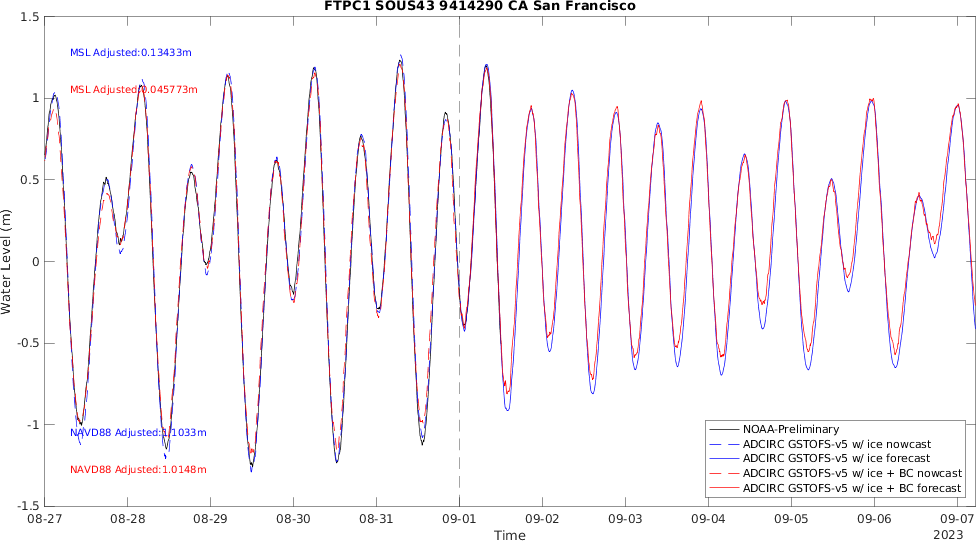 FTPC1 SOUS43 9414290 CA San Francisco
1.5
MSL Adjusted:0.13433m
MSL Adjusted:0.045773m
1
0.5
Water Level (m)
0
-0.5
-1
NAVD88 Adjusted:1.1033m
NAVD88 Adjusted:1.0148m
-1.5
NOAA-Preliminary
ADCIRC GSTOFS-v5 w/ ice nowcast
ADCIRC GSTOFS-v5 w/ ice forecast
ADCIRC GSTOFS-v5 w/ ice + BC nowcast
ADCIRC GSTOFS-v5 w/ ice + BC forecast
08-27 08-28 08-29 08-30 08-31 09-01 09-02 09-03 09-04 09-05 09-06 09-07
Time
2023